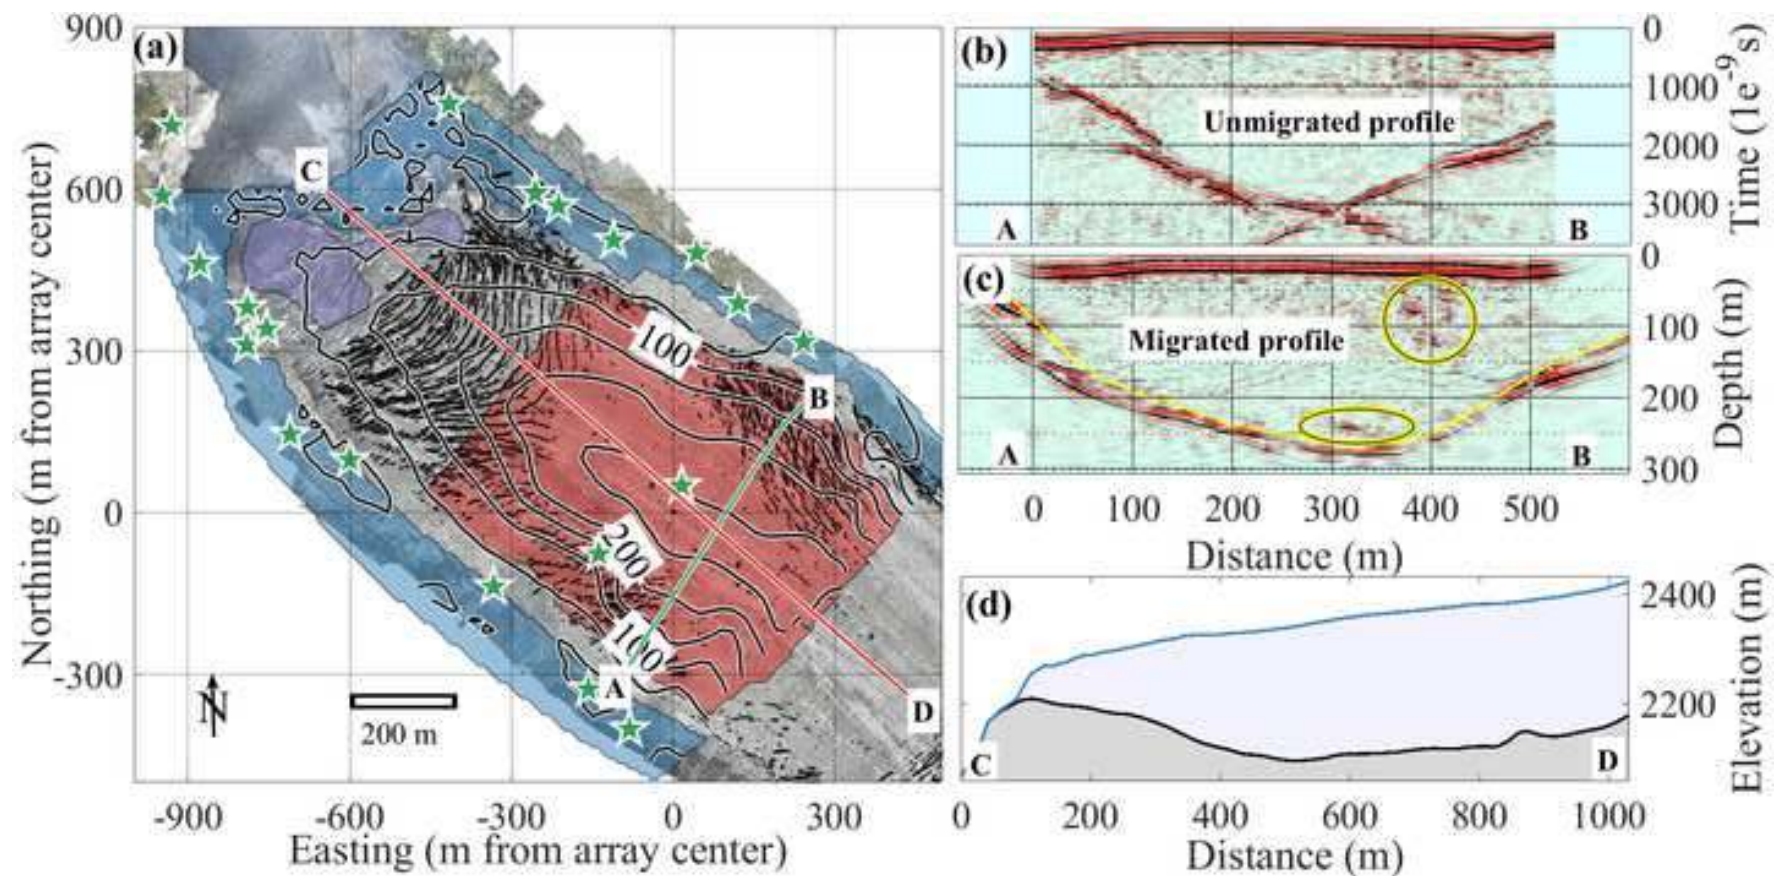 (a)
900
600
300
0
-300
Northing (m from array center)
C
100
B
200
100
A
D
N
200 m
-900
-600
-300
0
300
Easting (m from array center)
(b)
Unmigrated profile
A
B
0
1000
2000
3000
Time (1e⁻⁹ s)
(c)
Migrated profile
A
B
0
100
200
300
Depth (m)
0
100
200
300
400
500
Distance (m)
(d)
C
D
2400
2200
Elevation (m)
0
200
400
600
800
1000
Distance (m)